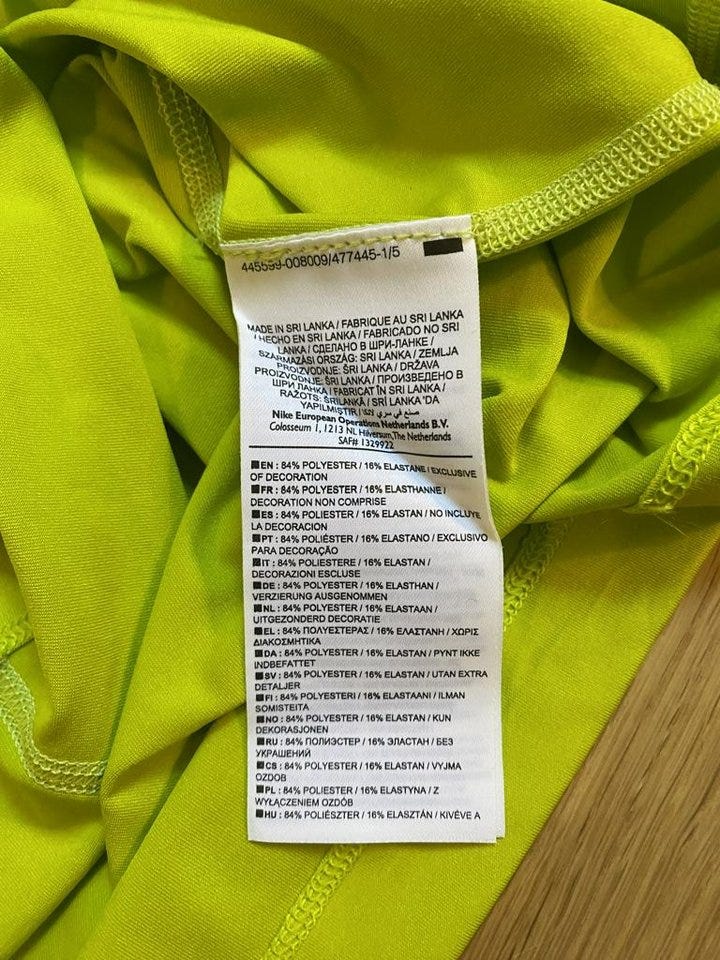 445599-008009/477445-1/5
MADE IN SRI LANKA / FABRIQUE AU SRI LANKA
/ HECHO EN SRI LANKA / FABRICADO NO SRI
LANKA / СДЕЛАНО В ШРИ-ЛАНКЕ /
SZÁRMAZÁSI ORSZÁG: SRI LANKA / ZEMLJA
PROIZVODNJE: ŠRI LANKA / DRŽAVA
PROIZVODNJE: ŠRI LANKA / ПРОИЗВЕДЕНО В
ШРИ ЛАНКА / FABRICAT ÎN SRI LANKA /
RAŽOTS: ŠRILANKĀ / SRİ LANKA 'DA
YAPILMIŞTIR / صنع في سري
Nike European Operations Netherlands B.V.
Colosseum 1, 1213 NL Hilversum, The Netherlands
SAF# 1329922
EN : 84% POLYESTER / 16% ELASTANE / EXCLUSIVE
OF DECORATION
FR : 84% POLYESTER / 16% ELASTHANNE /
DECORATION NON COMPRISE
ES : 84% POLIESTER / 16% ELASTAN / NO INCLUYE
LA DECORACION
PT : 84% POLIÉSTER / 16% ELASTANO / EXCLUSIVO
PARA DECORAÇÃO
IT : 84% POLIESTERE / 16% ELASTAN /
DECORAZIONI ESCLUSE
DE : 84% POLYESTER / 16% ELASTHAN /
VERZIERUNG AUSGENOMMEN
NL : 84% POLYESTER / 16% ELASTAAN /
UITGEZONDERD DECORATIE
EL : 84% ΠΟΛΥΕΣΤΕΡΑΣ / 16% ΕΛΑΣΤΑΝΗ / ΧΩΡΙΣ
ΔΙΑΚΟΣΜΗΤΙΚΑ
DA : 84% POLYESTER / 16% ELASTAN / PYNT IKKE
INDBEFATTET
SV : 84% POLYESTER / 16% ELASTAN / UTAN EXTRA
DETALJER
FI : 84% POLYESTERI / 16% ELASTAANI / ILMAN
SOMISTEITA
NO : 84% POLYESTER / 16% ELASTAN / KUN
DEKORASJONEN
RU : 84% ПОЛИЭСТЕР / 16% ЭЛАСТАН / БЕЗ
УКРАШЕНИЙ
CS : 84% POLYESTER / 16% ELASTAN / VYJMA
OZDOB
PL : 84% POLIESTER / 16% ELASTYNA / Z
WYŁĄCZENIEM OZDÓB
HU : 84% POLIÉSZTER / 16% ELASZTÁN / KIVÉVE A